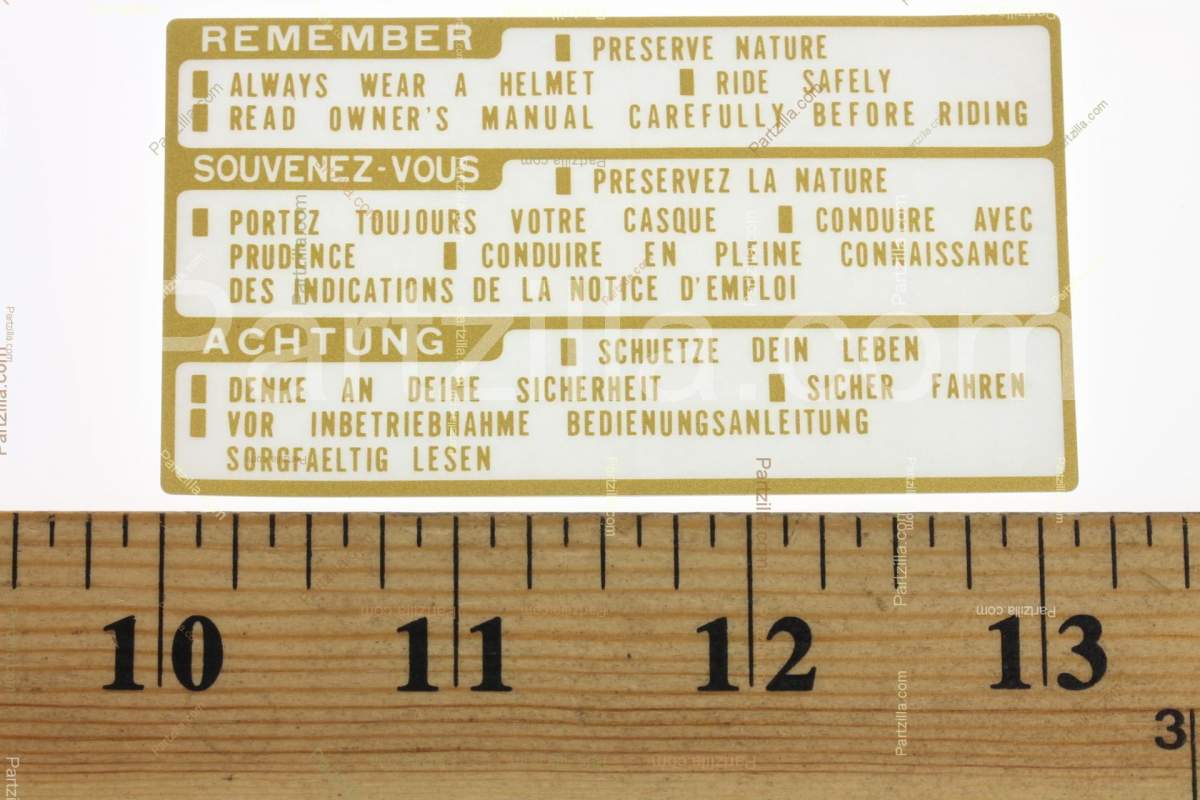 REMEMBER
▮ PRESERVE NATURE
▮ ALWAYS WEAR A HELMET ▮ RIDE SAFELY
▮ READ OWNER'S MANUAL CAREFULLY BEFORE RIDING
SOUVENEZ-VOUS
▮ PRESERVEZ LA NATURE
▮ PORTEZ TOUJOURS VOTRE CASQUE ▮ CONDUIRE AVEC
PRUDENCE ▮ CONDUIRE EN PLEINE CONNAISSANCE
DES INDICATIONS DE LA NOTICE D'EMPLOI
ACHTUNG
▮ SCHUETZE DEIN LEBEN
▮ DENKE AN DEINE SICHERHEIT ▮ SICHER FAHREN
▮ VOR INBETRIEBNAHME BEDIENUNGSANLEITUNG
SORGFAELTIG LESEN
Partzilla.com
10 11 12 13
3